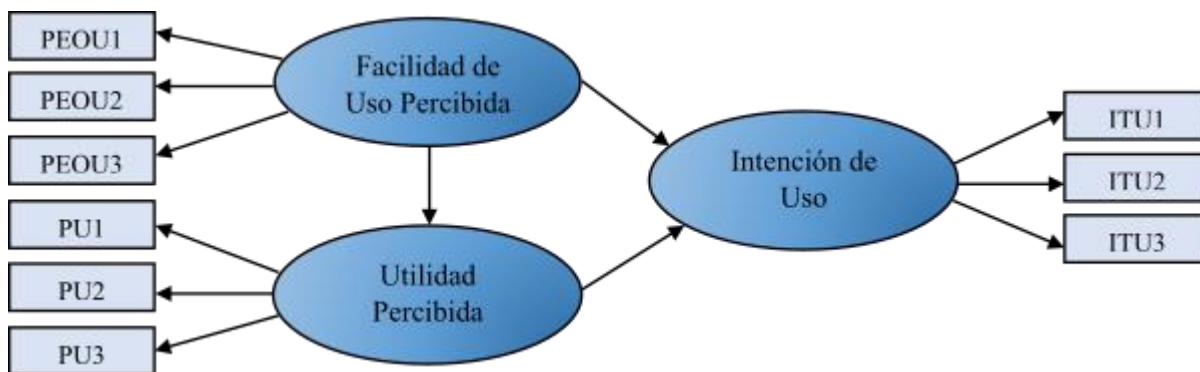 PEOU1
PEOU2
PEOU3
PU1
PU2
PU3
Facilidad de
Uso Percibida
Utilidad
Percibida
Intención de
Uso
ITU1
ITU2
ITU3